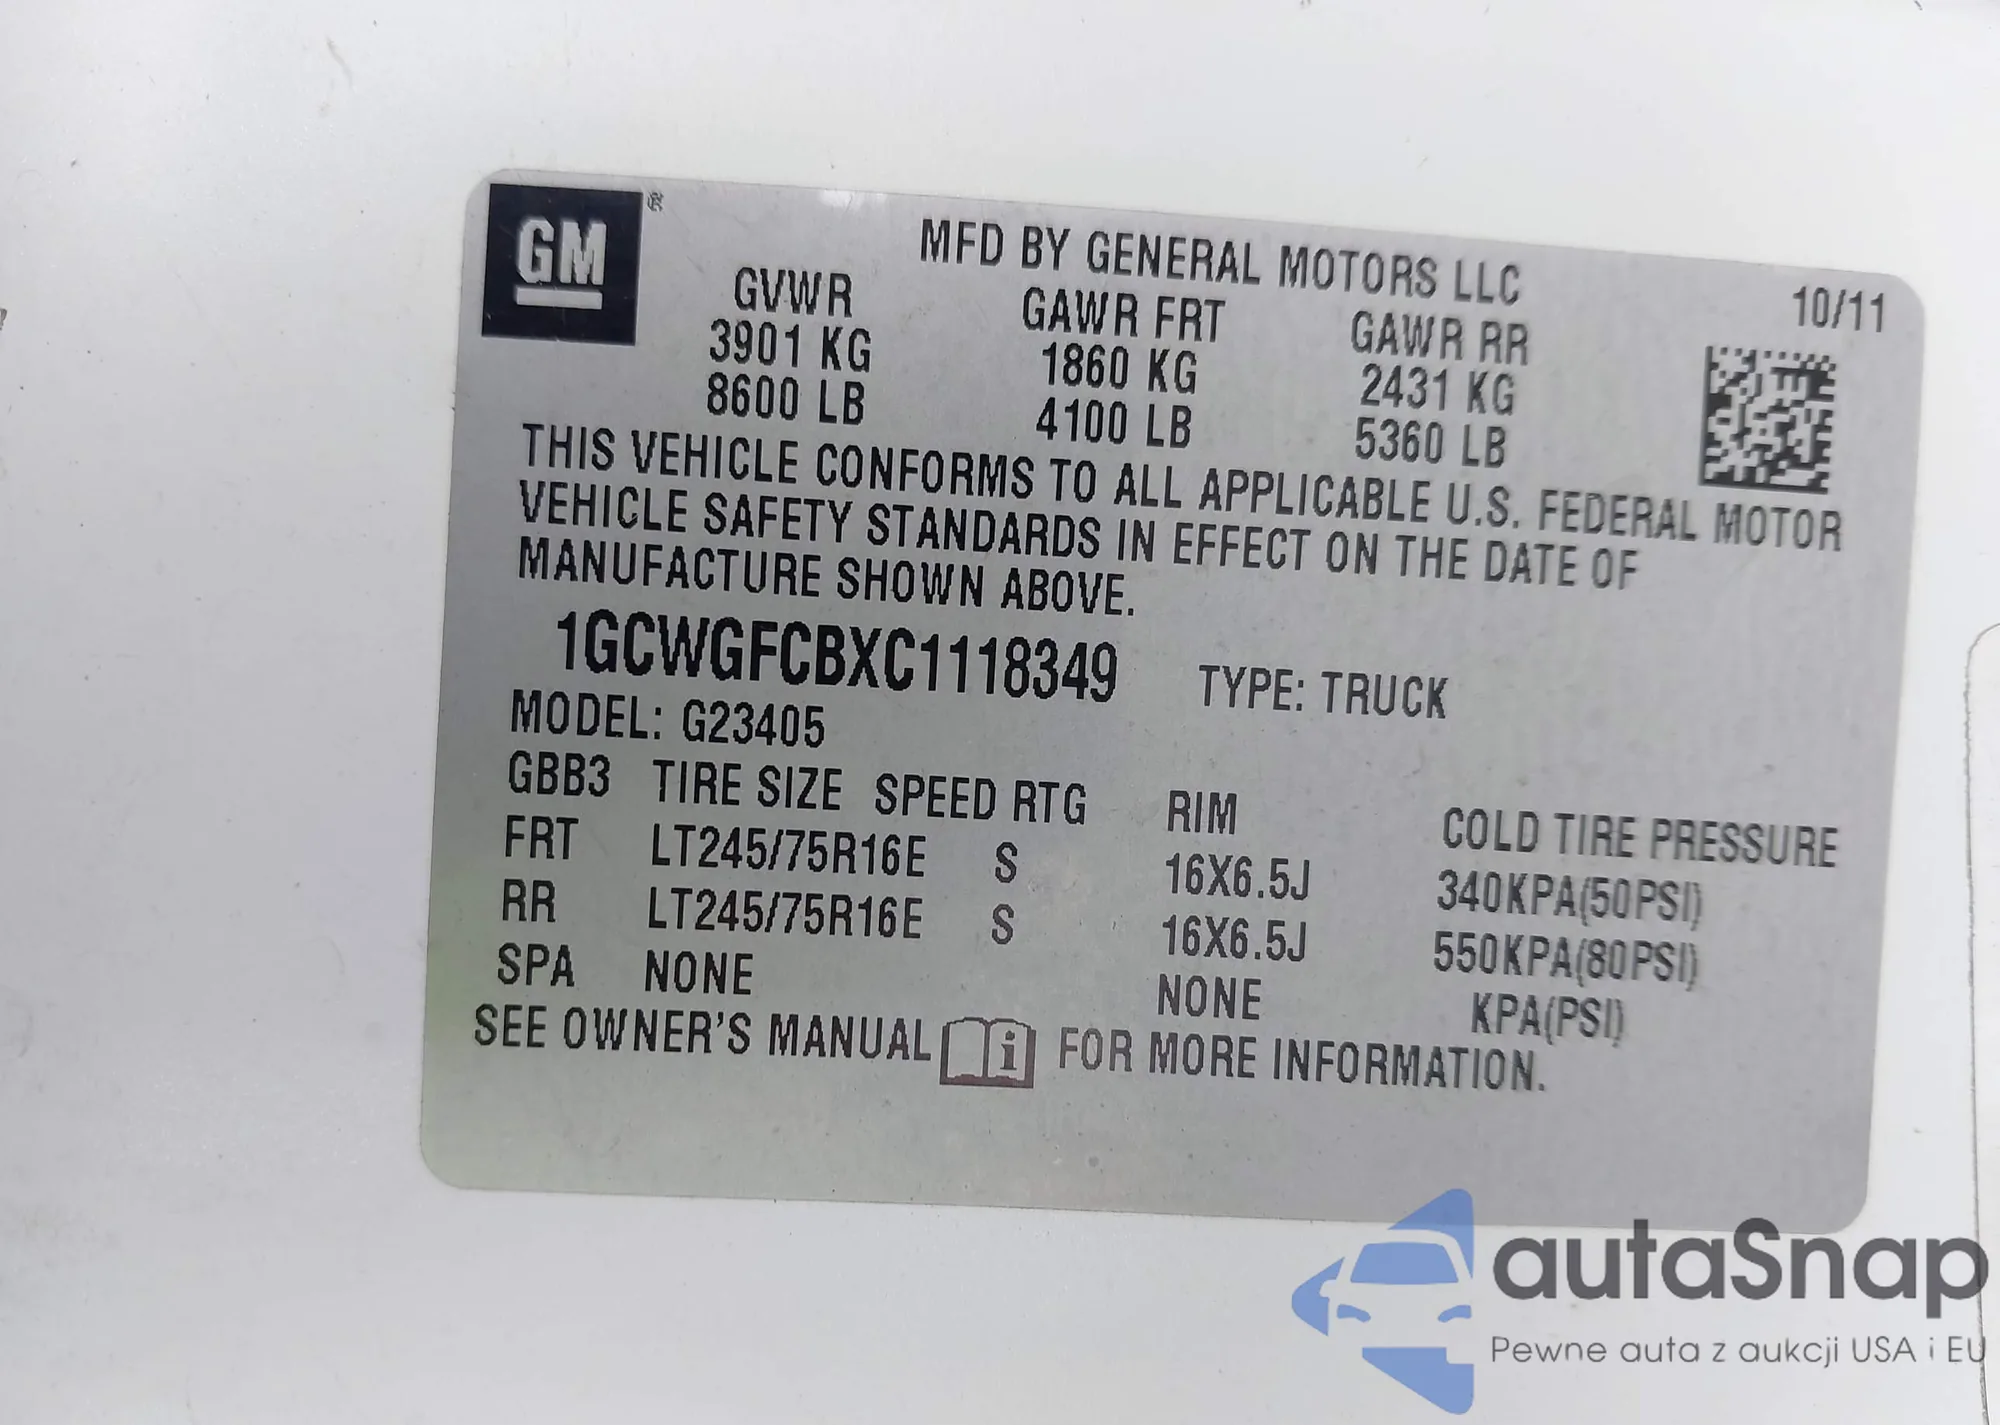 GM
MFD BY GENERAL MOTORS LLC
10/11
GVWR GAWR FRT GAWR RR
3901 KG 1860 KG 2431 KG
8600 LB 4100 LB 5360 LB
THIS VEHICLE CONFORMS TO ALL APPLICABLE U.S. FEDERAL MOTOR
VEHICLE SAFETY STANDARDS IN EFFECT ON THE DATE OF
MANUFACTURE SHOWN ABOVE.
1GCWGFCBXC1118349 TYPE: TRUCK
MODEL: G23405
GBB3 TIRE SIZE SPEED RTG RIM COLD TIRE PRESSURE
FRT LT245/75R16E S 16X6.5J 340KPA(50PSI)
RR LT245/75R16E S 16X6.5J 550KPA(80PSI)
SPA NONE NONE KPA(PSI)
SEE OWNER'S MANUAL i FOR MORE INFORMATION.
autaSnap
Pewne auta z aukcji USA i EU